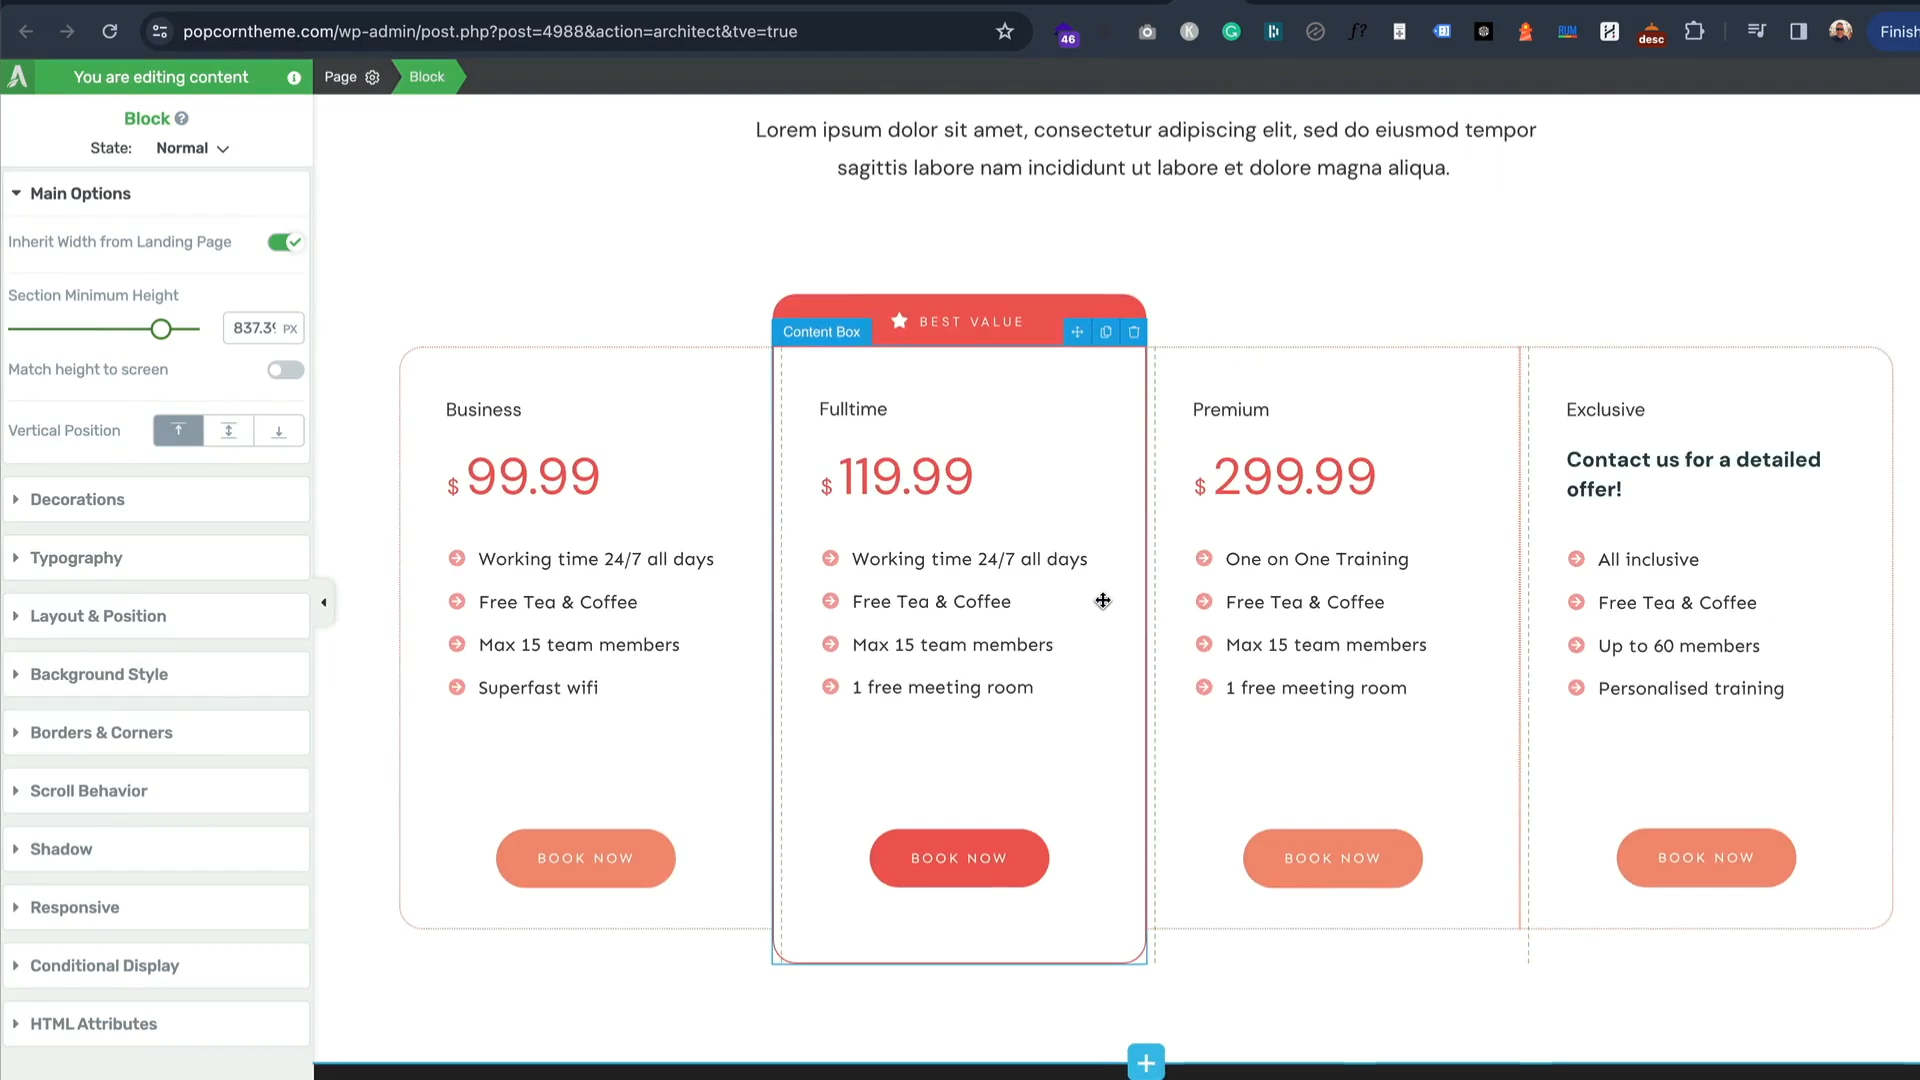 popcorntheme.com/wp-admin/post.php?post=4988&action=architect&tve=true
46
f?
RUM
desc
Finish
You are editing content
Page
Block
Block
State: Normal
Main Options
Inherit Width from Landing Page
Section Minimum Height
837.39 PX
Match height to screen
Vertical Position
Decorations
Typography
Layout & Position
Background Style
Borders & Corners
Scroll Behavior
Shadow
Responsive
Conditional Display
HTML Attributes
Lorem ipsum dolor sit amet, consectetur adipiscing elit, sed do eiusmod tempor
sagittis labore nam incididunt ut labore et dolore magna aliqua.
Business
$ 99.99
Working time 24/7 all days
Free Tea & Coffee
Max 15 team members
Superfast wifi
BOOK NOW
BEST VALUE
Content Box
Fulltime
$ 119.99
Working time 24/7 all days
Free Tea & Coffee
Max 15 team members
1 free meeting room
BOOK NOW
Premium
$ 299.99
One on One Training
Free Tea & Coffee
Max 15 team members
1 free meeting room
BOOK NOW
Exclusive
Contact us for a detailed
offer!
All inclusive
Free Tea & Coffee
Up to 60 members
Personalised training
BOOK NOW